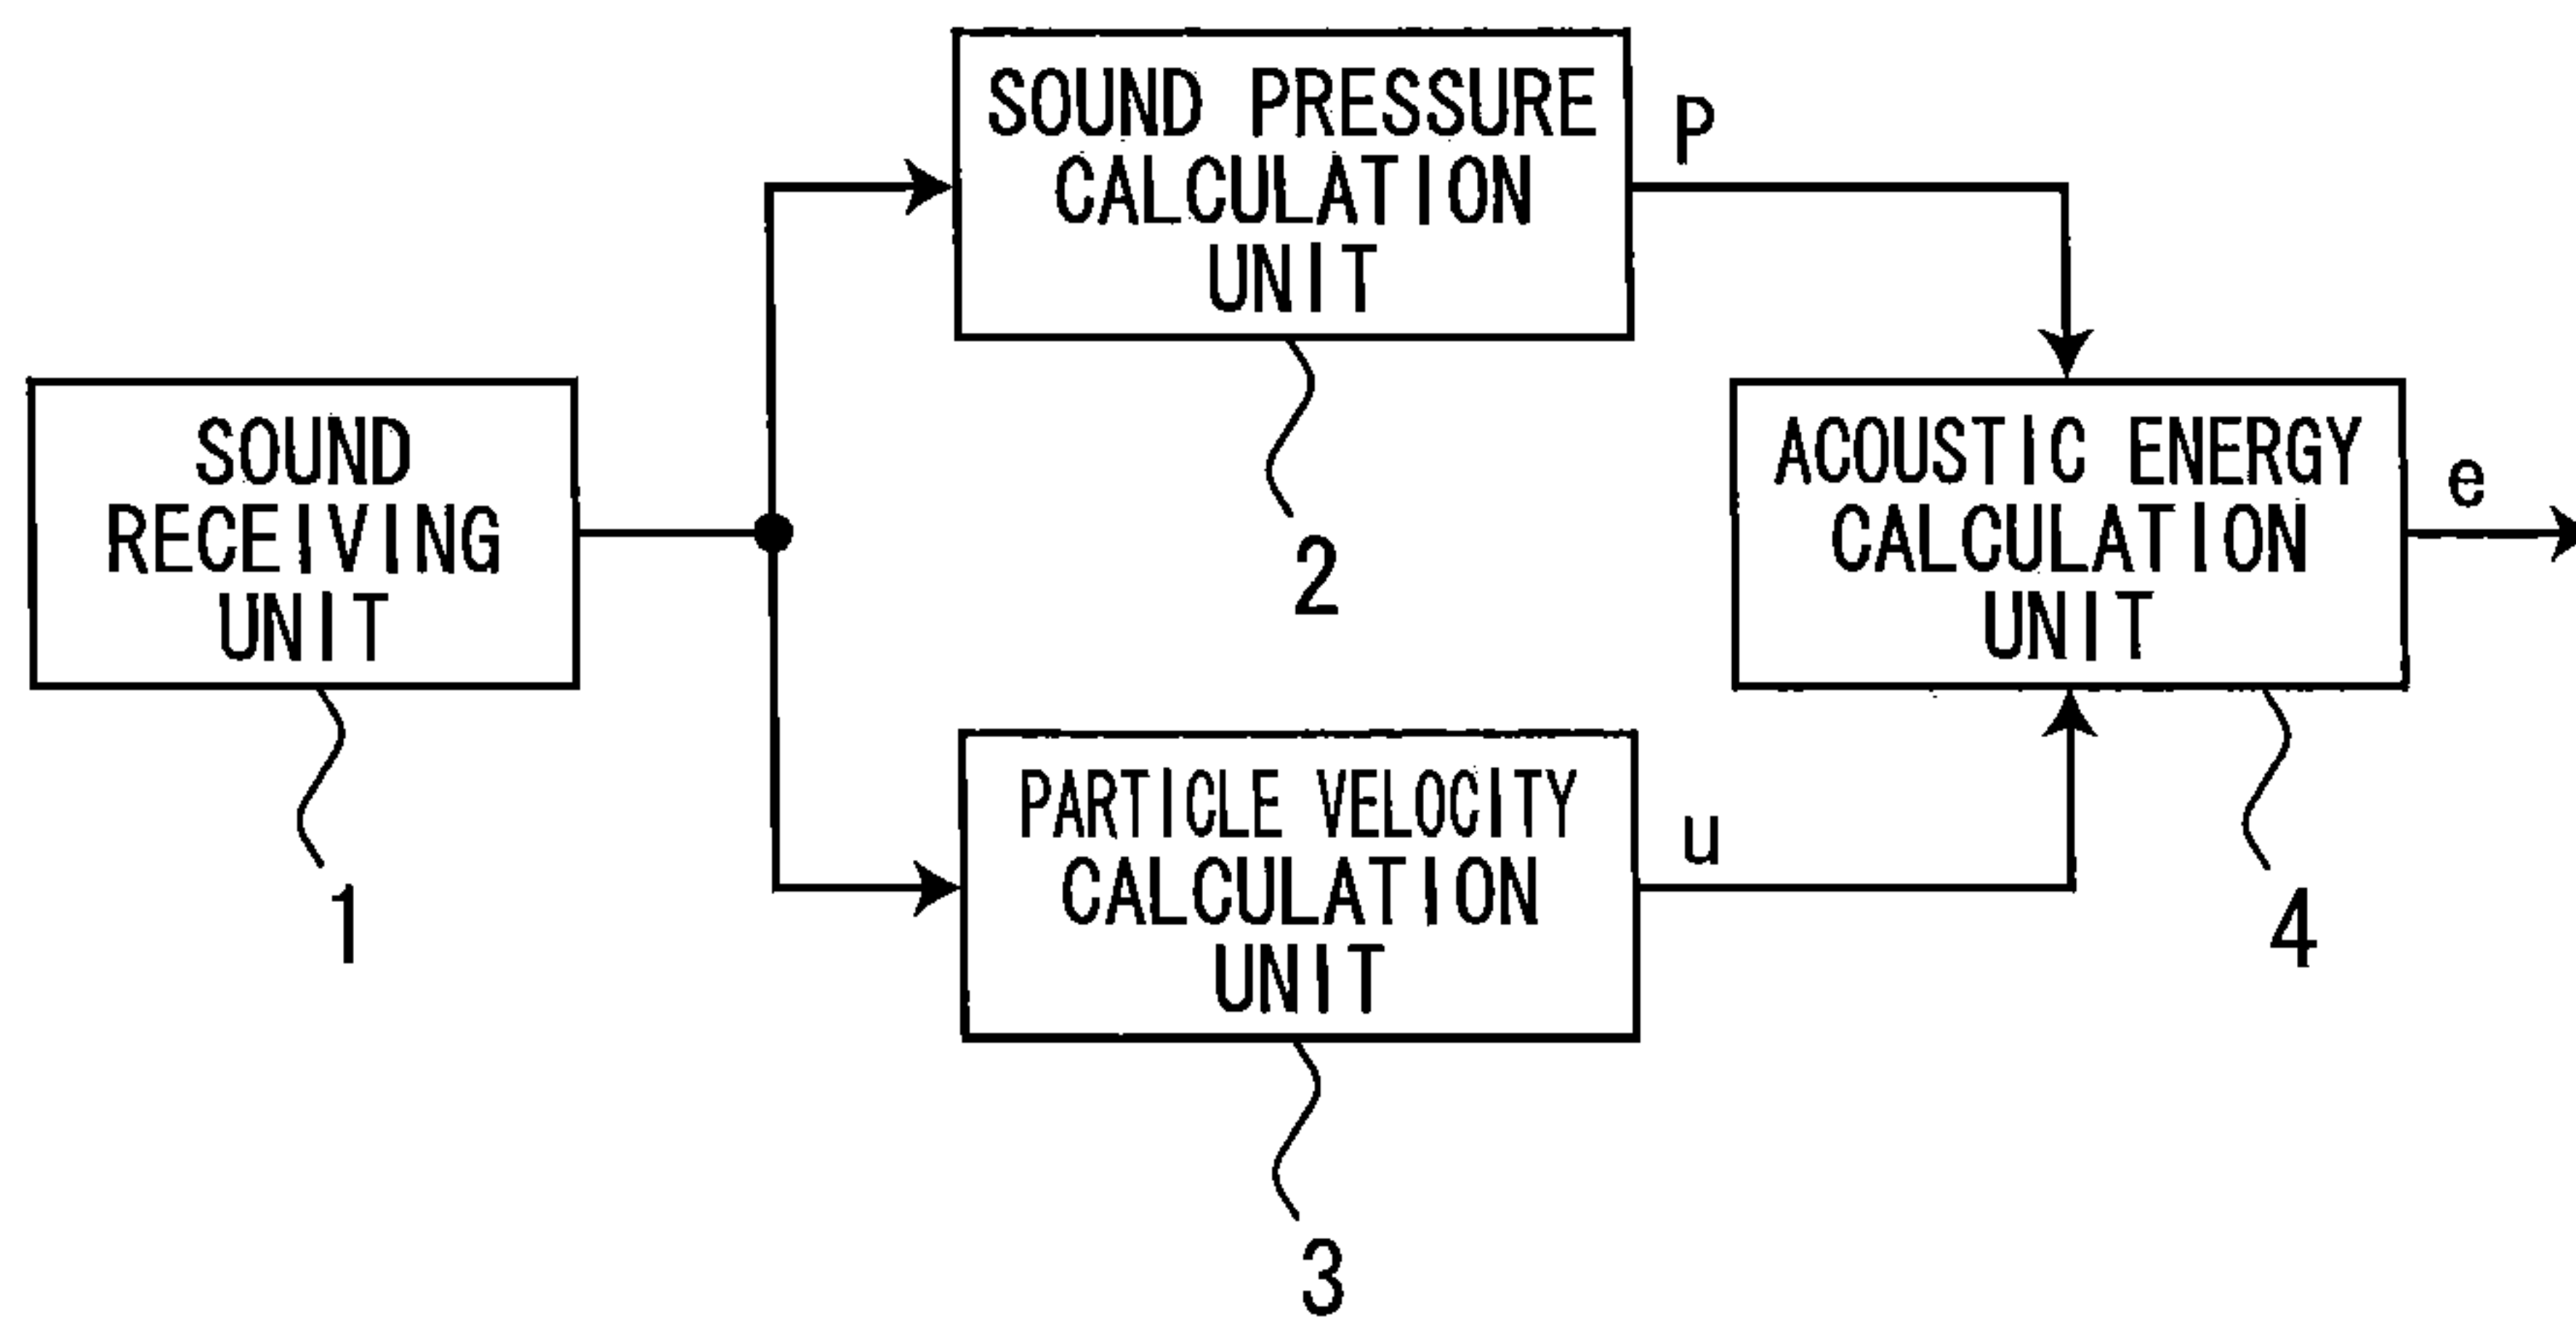 SOUND PRESSURE
CALCULATION
UNIT
P
SOUND
RECEIVING
UNIT
ACOUSTIC ENERGY
CALCULATION
UNIT
e
2
PARTICLE VELOCITY
CALCULATION
UNIT
u
1
4
3